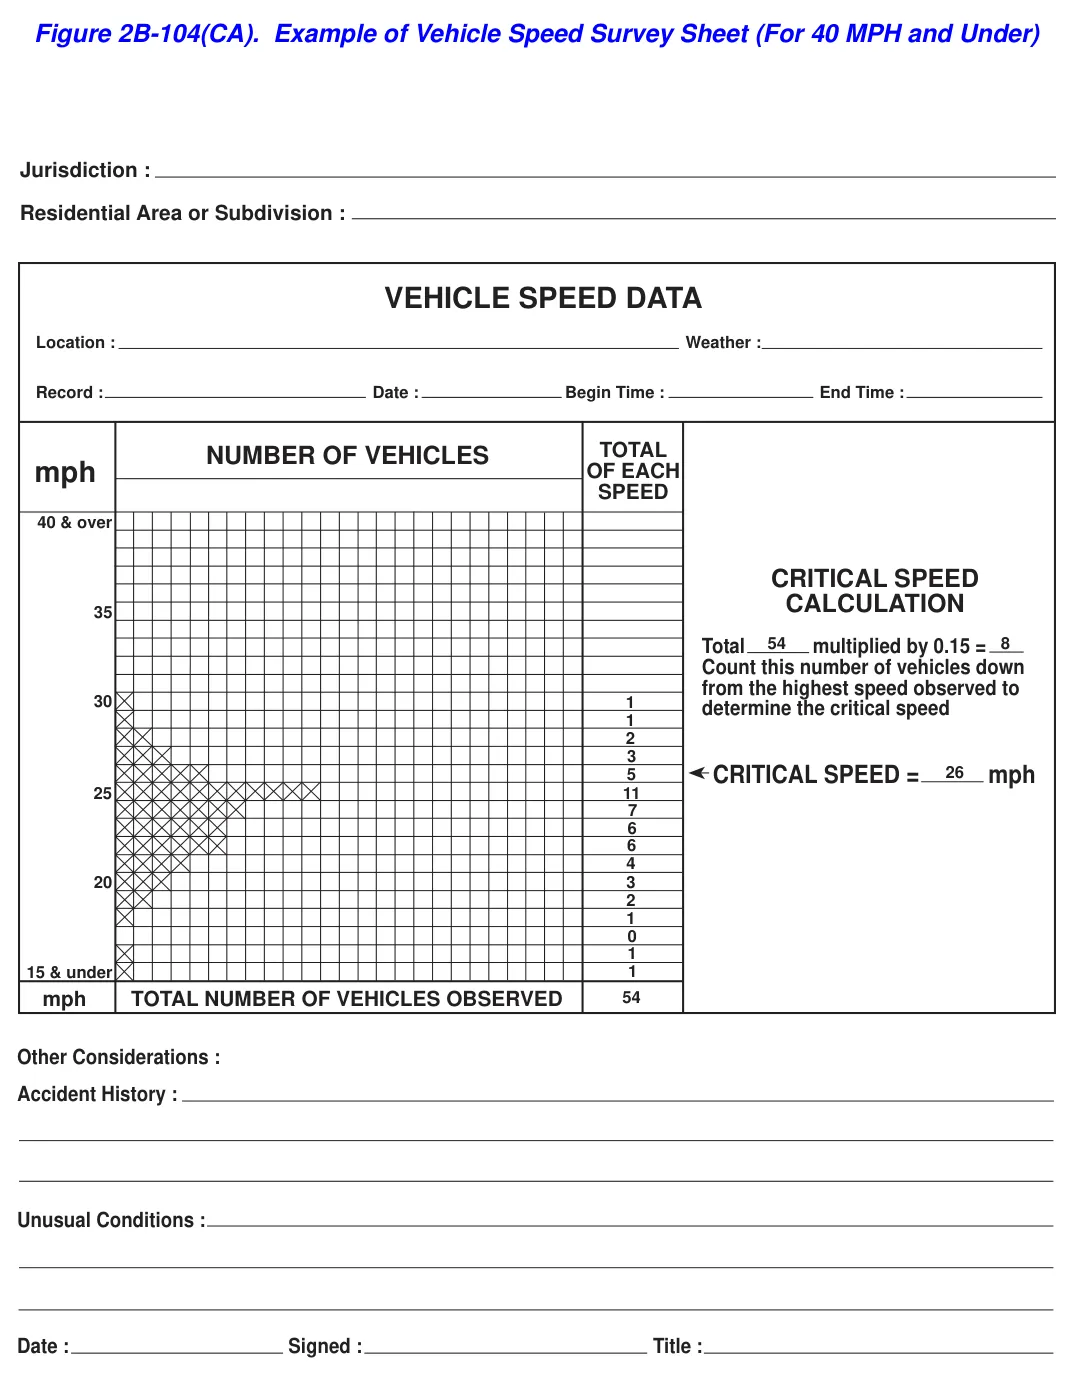 Figure 2B-104(CA).  Example of Vehicle Speed Survey Sheet (For 40 MPH and Under)
Jurisdiction :
Residential Area or Subdivision :
VEHICLE SPEED DATA
Location :
Weather :
Record :
Date :
Begin Time :
End Time :
mph
NUMBER OF VEHICLES
TOTAL
OF EACH
SPEED
40 & over
35
30
1
1
2
3
5
25
11
7
6
6
4
20
3
2
1
0
1
15 & under
1
mph
TOTAL NUMBER OF VEHICLES OBSERVED
54
CRITICAL SPEED
CALCULATION
Total 54 multiplied by 0.15 = 8
Count this number of vehicles down
from the highest speed observed to
determine the critical speed
CRITICAL SPEED = 26 mph
Other Considerations :
Accident History :
Unusual Conditions :
Date :
Signed :
Title :